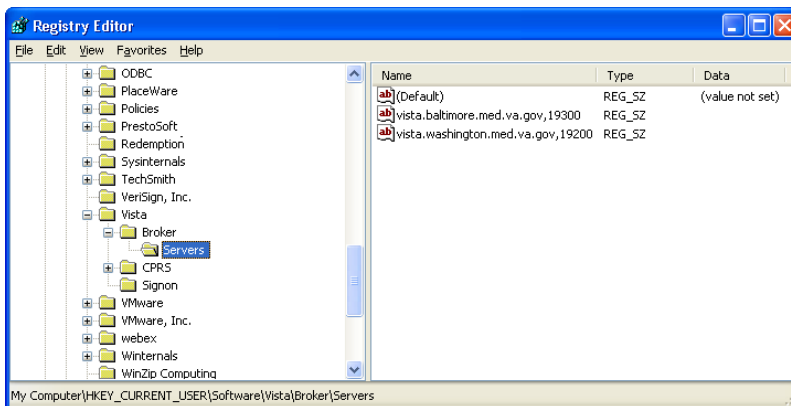 Registry Editor
File Edit View Favorites Help
ODBC
PlaceWare
Policies
PrestoSoft
Redemption
Sysinternals
TechSmith
VeriSign, Inc.
Vista
Broker
Servers
CPRS
Signon
VMware
VMware, Inc.
webex
Winternals
WinZip Computing
Name Type Data
ab (Default) REG_SZ (value not set)
ab vista.baltimore.med.va.gov,19300 REG_SZ
ab vista.washington.med.va.gov,19200 REG_SZ
My Computer\HKEY_CURRENT_USER\Software\Vista\Broker\Servers